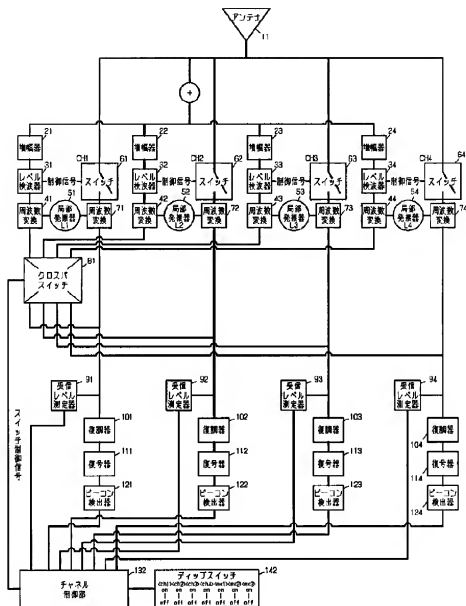 アンテナ
11
+
21
22
23
24
増幅器
増幅器
増幅器
増幅器
31
CH1
61
32
CH2
62
33
CH3
63
34
CH4
64
レベル検波器
制御信号
スイッチ
レベル検波器
制御信号
スイッチ
レベル検波器
制御信号
スイッチ
レベル検波器
制御信号
スイッチ
41
51
71
42
52
72
43
53
73
44
54
74
周波数変換
局部発振器 L1
周波数変換
周波数変換
局部発振器 L2
周波数変換
周波数変換
局部発振器 L3
周波数変換
周波数変換
局部発振器 L4
周波数変換
81
クロスバ
スイッチ
スイッチ制御信号
91
92
93
94
受信レベル測定器
受信レベル測定器
受信レベル測定器
受信レベル測定器
101
102
103
104
復調器
復調器
復調器
復調器
111
112
113
114
復号器
復号器
復号器
復号器
121
122
123
124
ビーコン検出器
ビーコン検出器
ビーコン検出器
ビーコン検出器
132
チャネル
制御部
142
ディップスイッチ
on on on on on on on
off off off off off off off